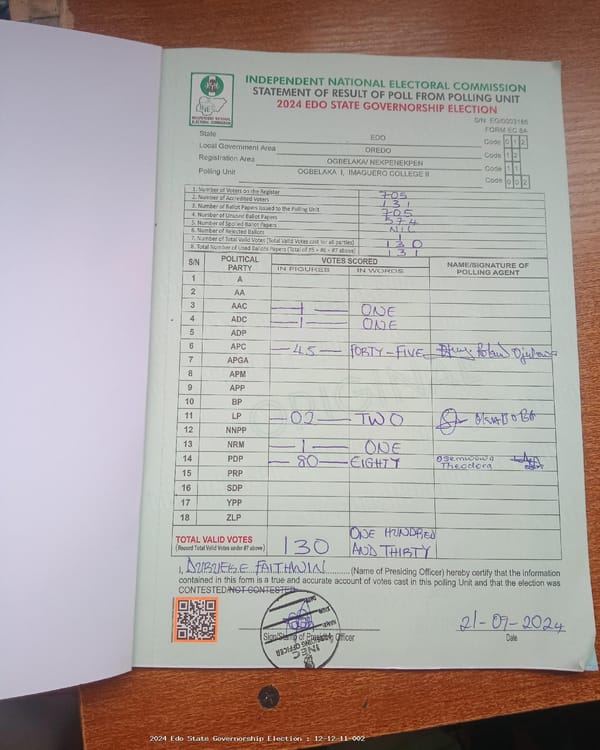 INDEPENDENT NATIONAL ELECTORAL COMMISSION
STATEMENT OF RESULT OF POLL FROM POLLING UNIT
2024 EDO STATE GOVERNORSHIP ELECTION
INDEPENDENT NATIONAL ELECTORAL COMMISSION
S/N EG/0003165
FORM EC 8A
State EDO Code 0 1 2
Local Government Area OREDO Code 1 2
Registration Area OGBELAKA/ NEKPENEKPEN Code 1 1
Polling Unit OGBELAKA I, IMAGUERO COLLEGE II Code 0 0 2
1. Number of Voters on the Register 705
2. Number of Accredited Voters 131
3. Number of Ballot Papers Issued to the Polling Unit 705
4. Number of Unused Ballot Papers 574
5. Number of Spoiled Ballot Papers NIL
6. Number of Rejected Ballots 1
7. Number of Total Valid Votes (Total Valid Votes cast for all parties) 130
8. Total Number of Used Ballots Papers (Total of #5 + #6 + #7 above) 131
S/N POLITICAL PARTY VOTES SCORED NAME/SIGNATURE OF POLLING AGENT
IN FIGURES IN WORDS
1 A
2 AA
3 AAC 1 ONE
4 ADC 1 ONE
5 ADP
6 APC 45 FORTY-FIVE
7 APGA
8 APM
9 APP
10 BP
11 LP 02 TWO
12 NNPP
13 NRM 1 ONE
14 PDP 80 EIGHTY Osemwowa Theodora
15 PRP
16 SDP
17 YPP
18 ZLP
TOTAL VALID VOTES 130 ONE HUNDRED AND THIRTY
(Record Total Valid Votes under #7 above)
I, DURUEKE FAITHWIN (Name of Presiding Officer) hereby certify that the information
contained in this form is a true and accurate account of votes cast in this polling Unit and that the election was
CONTESTED/NOT CONTESTED
Sign/Stamp of Presiding Officer
INEC
21-09-2024
Date
2024 Edo State Governorship Election : 12-12-11-002